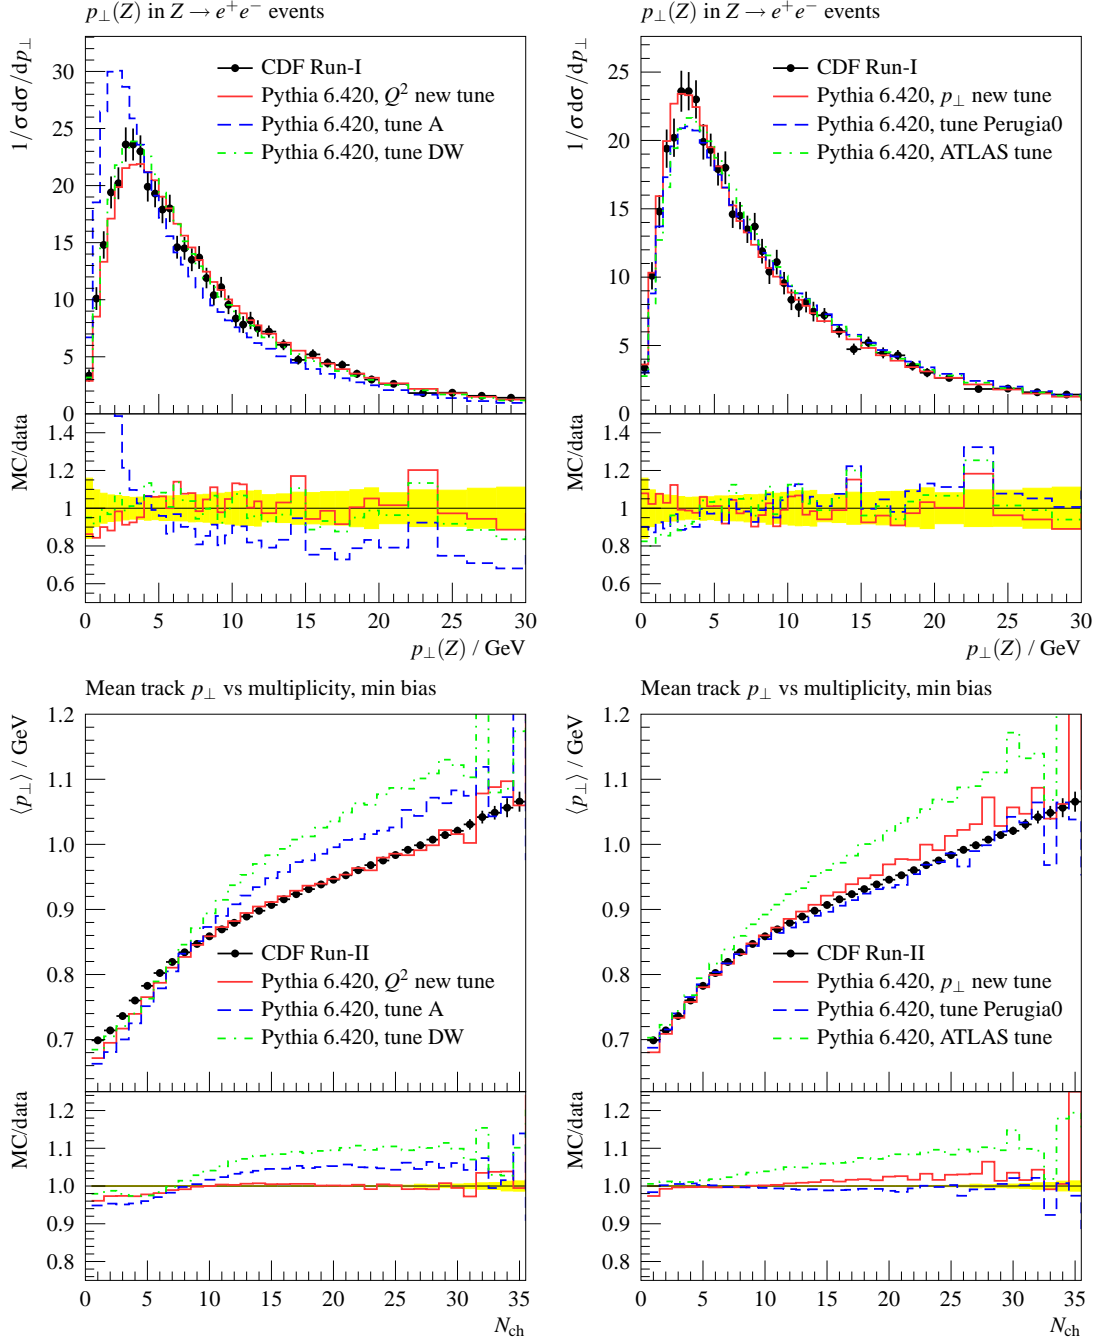 p⊥(Z) in Z → e⁺e⁻ events
1/σ dσ/dp⊥
30
25
20
15
10
5
0
CDF Run-I
Pythia 6.420, Q² new tune
Pythia 6.420, tune A
Pythia 6.420, tune DW
MC/data
1.4
1.2
1
0.8
0.6
0 5 10 15 20 25 30
p⊥(Z) / GeV
p⊥(Z) in Z → e⁺e⁻ events
1/σ dσ/dp⊥
25
20
15
10
5
0
CDF Run-I
Pythia 6.420, p⊥ new tune
Pythia 6.420, tune Perugia0
Pythia 6.420, ATLAS tune
MC/data
1.4
1.2
1
0.8
0.6
0 5 10 15 20 25 30
p⊥(Z) / GeV
Mean track p⊥ vs multiplicity, min bias
⟨p⊥⟩ / GeV
1.2
1.1
1.0
0.9
0.8
0.7
CDF Run-II
Pythia 6.420, Q² new tune
Pythia 6.420, tune A
Pythia 6.420, tune DW
MC/data
1.2
1.1
1.0
0.9
0.8
0 5 10 15 20 25 30 35
Nch
Mean track p⊥ vs multiplicity, min bias
⟨p⊥⟩ / GeV
1.2
1.1
1.0
0.9
0.8
0.7
CDF Run-II
Pythia 6.420, p⊥ new tune
Pythia 6.420, tune Perugia0
Pythia 6.420, ATLAS tune
MC/data
1.2
1.1
1.0
0.9
0.8
0 5 10 15 20 25 30 35
Nch